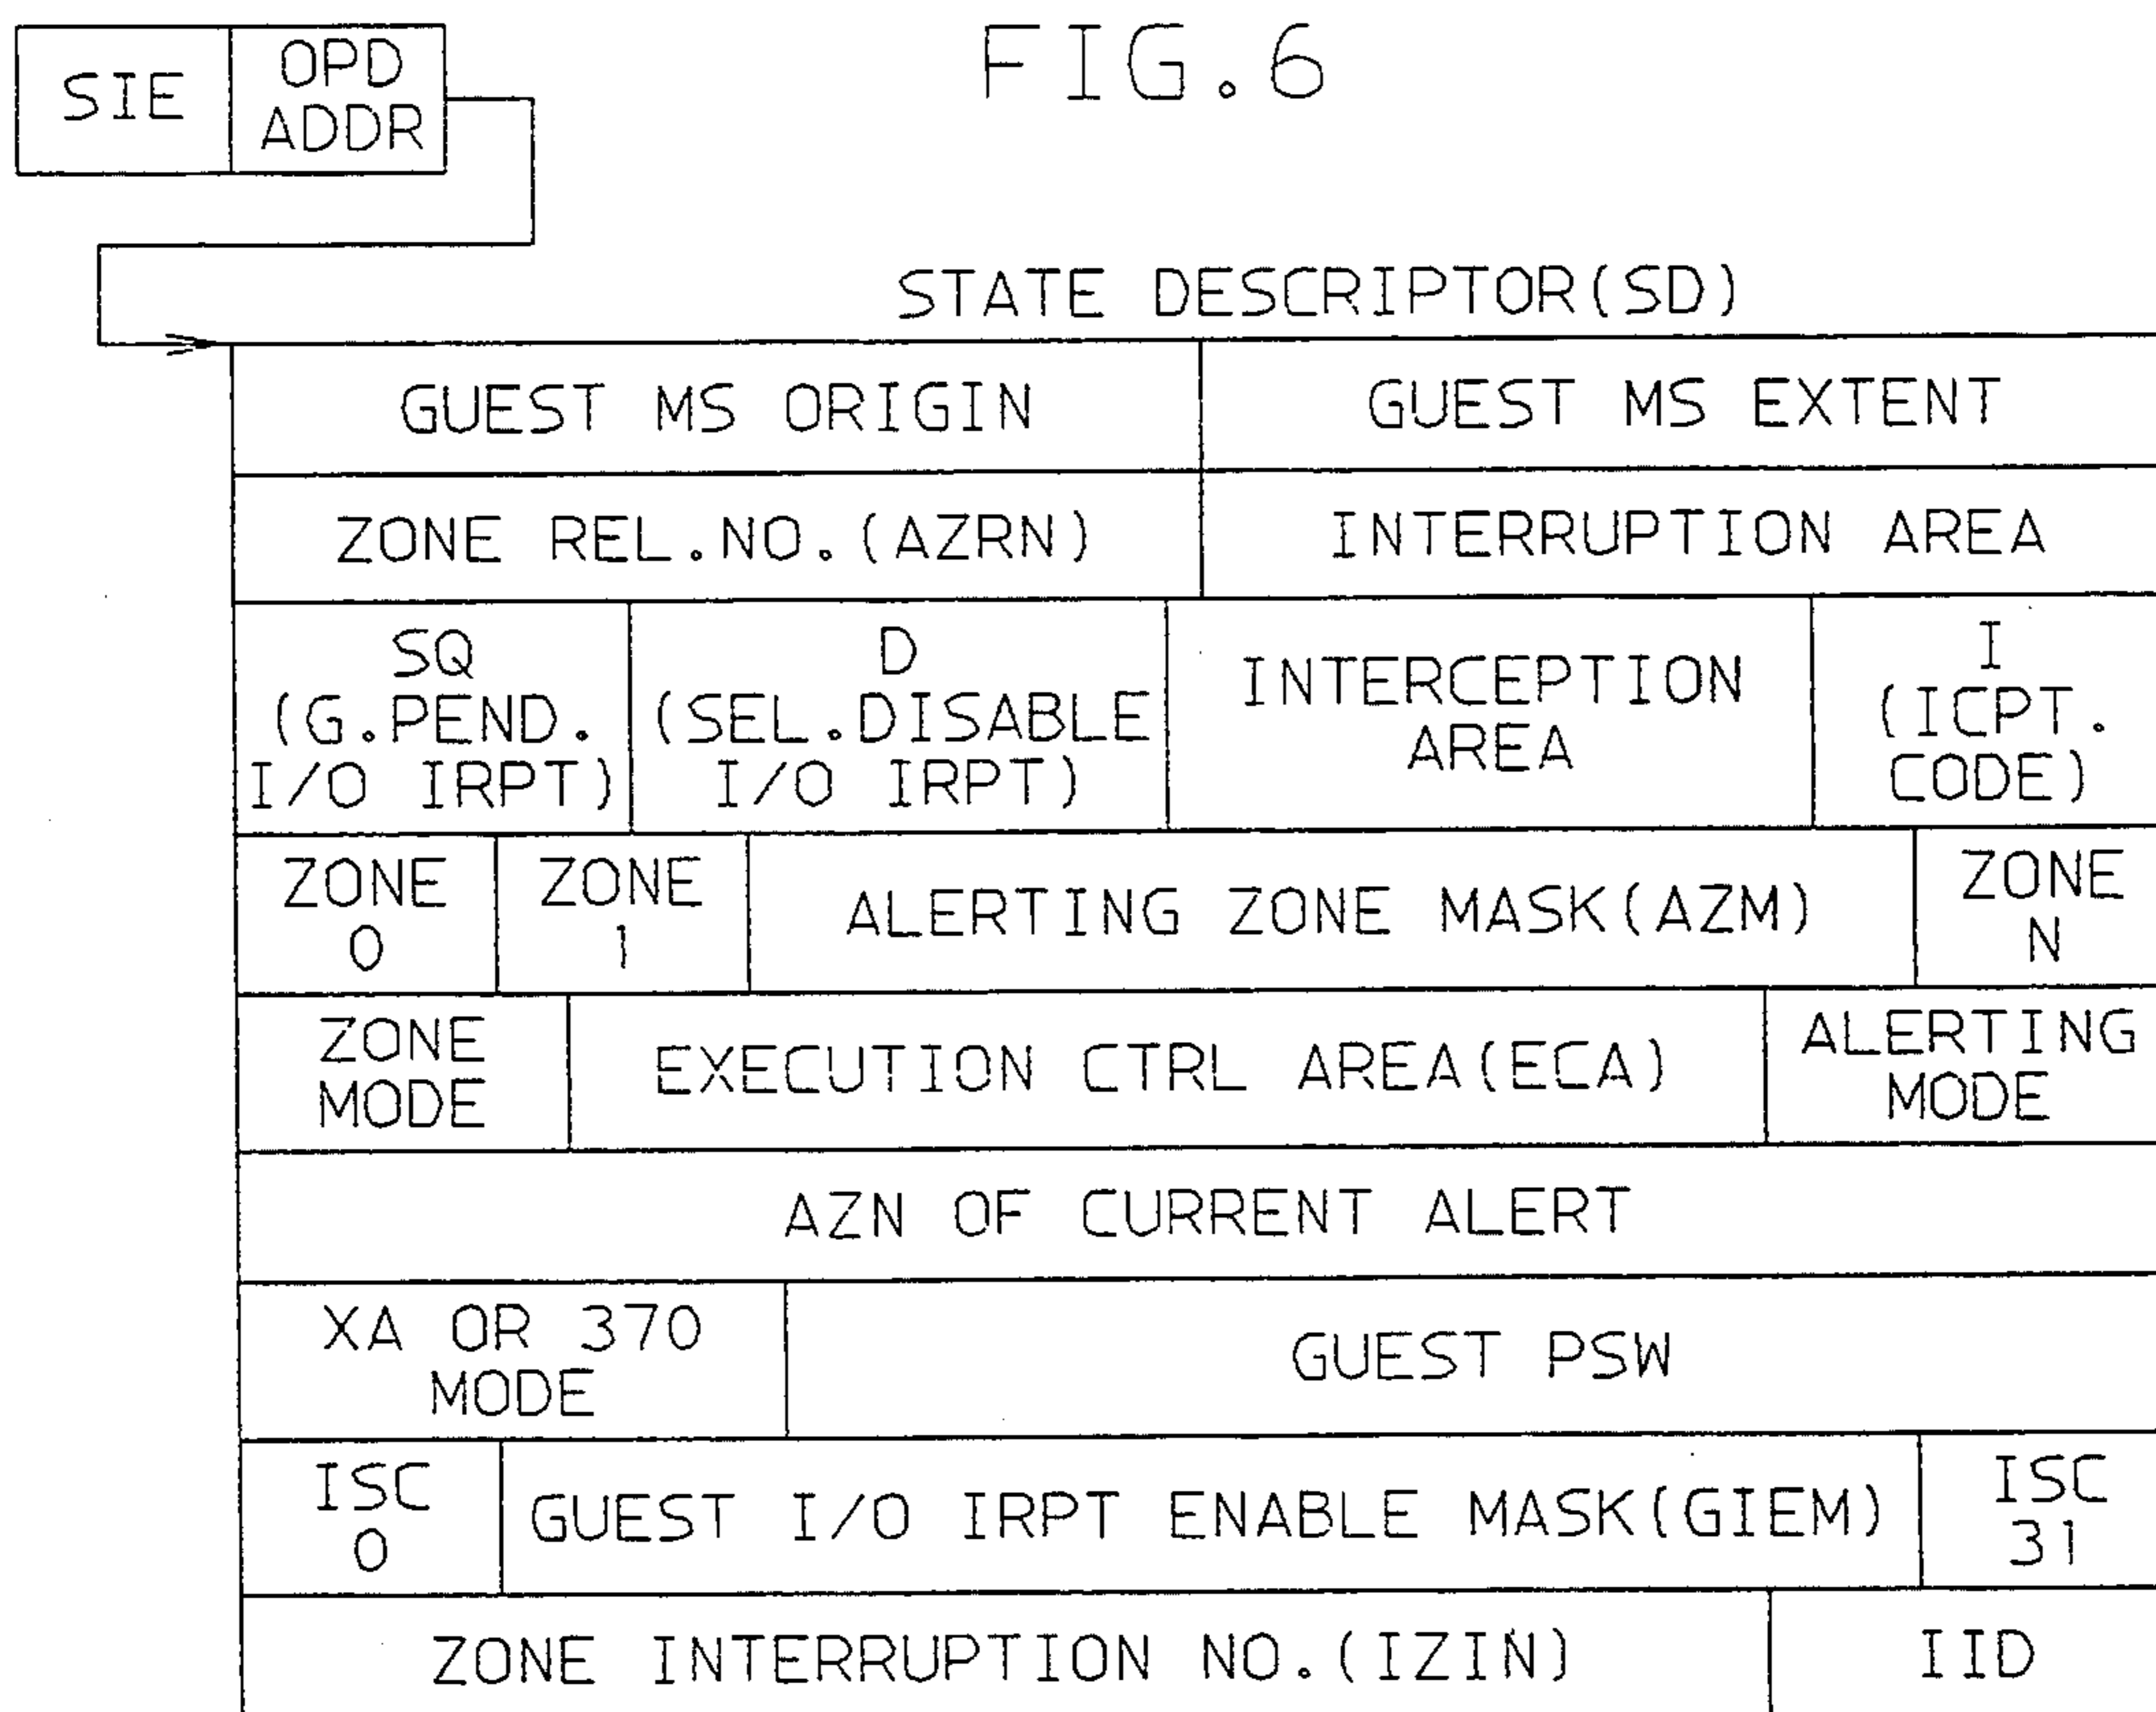 FIG.6
SIE
OPD
ADDR
STATE DESCRIPTOR(SD)
GUEST MS ORIGIN
GUEST MS EXTENT
ZONE REL.NO.(AZRN)
INTERRUPTION AREA
SQ
(G.PEND.
I/O IRPT)
D
(SEL.DISABLE
I/O IRPT)
INTERCEPTION
AREA
I
(ICPT.
CODE)
ZONE
0
ZONE
1
ALERTING ZONE MASK(AZM)
ZONE
N
ZONE
MODE
EXECUTION CTRL AREA(ECA)
ALERTING
MODE
AZN OF CURRENT ALERT
XA OR 370
MODE
GUEST PSW
ISC
0
GUEST I/O IRPT ENABLE MASK(GIEM)
ISC
31
ZONE INTERRUPTION NO.(IZIN)
IID